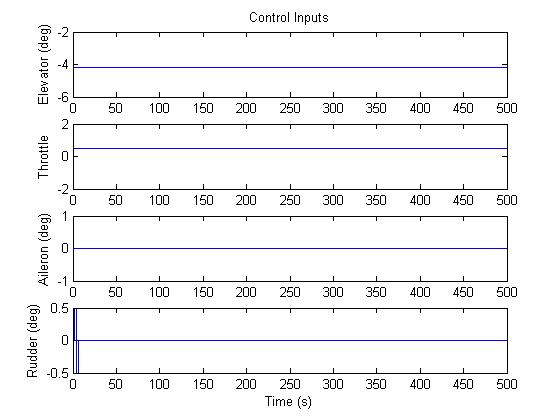 Control Inputs
Elevator (deg)
-2
-4
-6
0 50 100 150 200 250 300 350 400 450 500
Throttle
2
0
-2
0 50 100 150 200 250 300 350 400 450 500
Aileron (deg)
1
0
-1
0 50 100 150 200 250 300 350 400 450 500
Rudder (deg)
0.5
0
-0.5
0 50 100 150 200 250 300 350 400 450 500
Time (s)